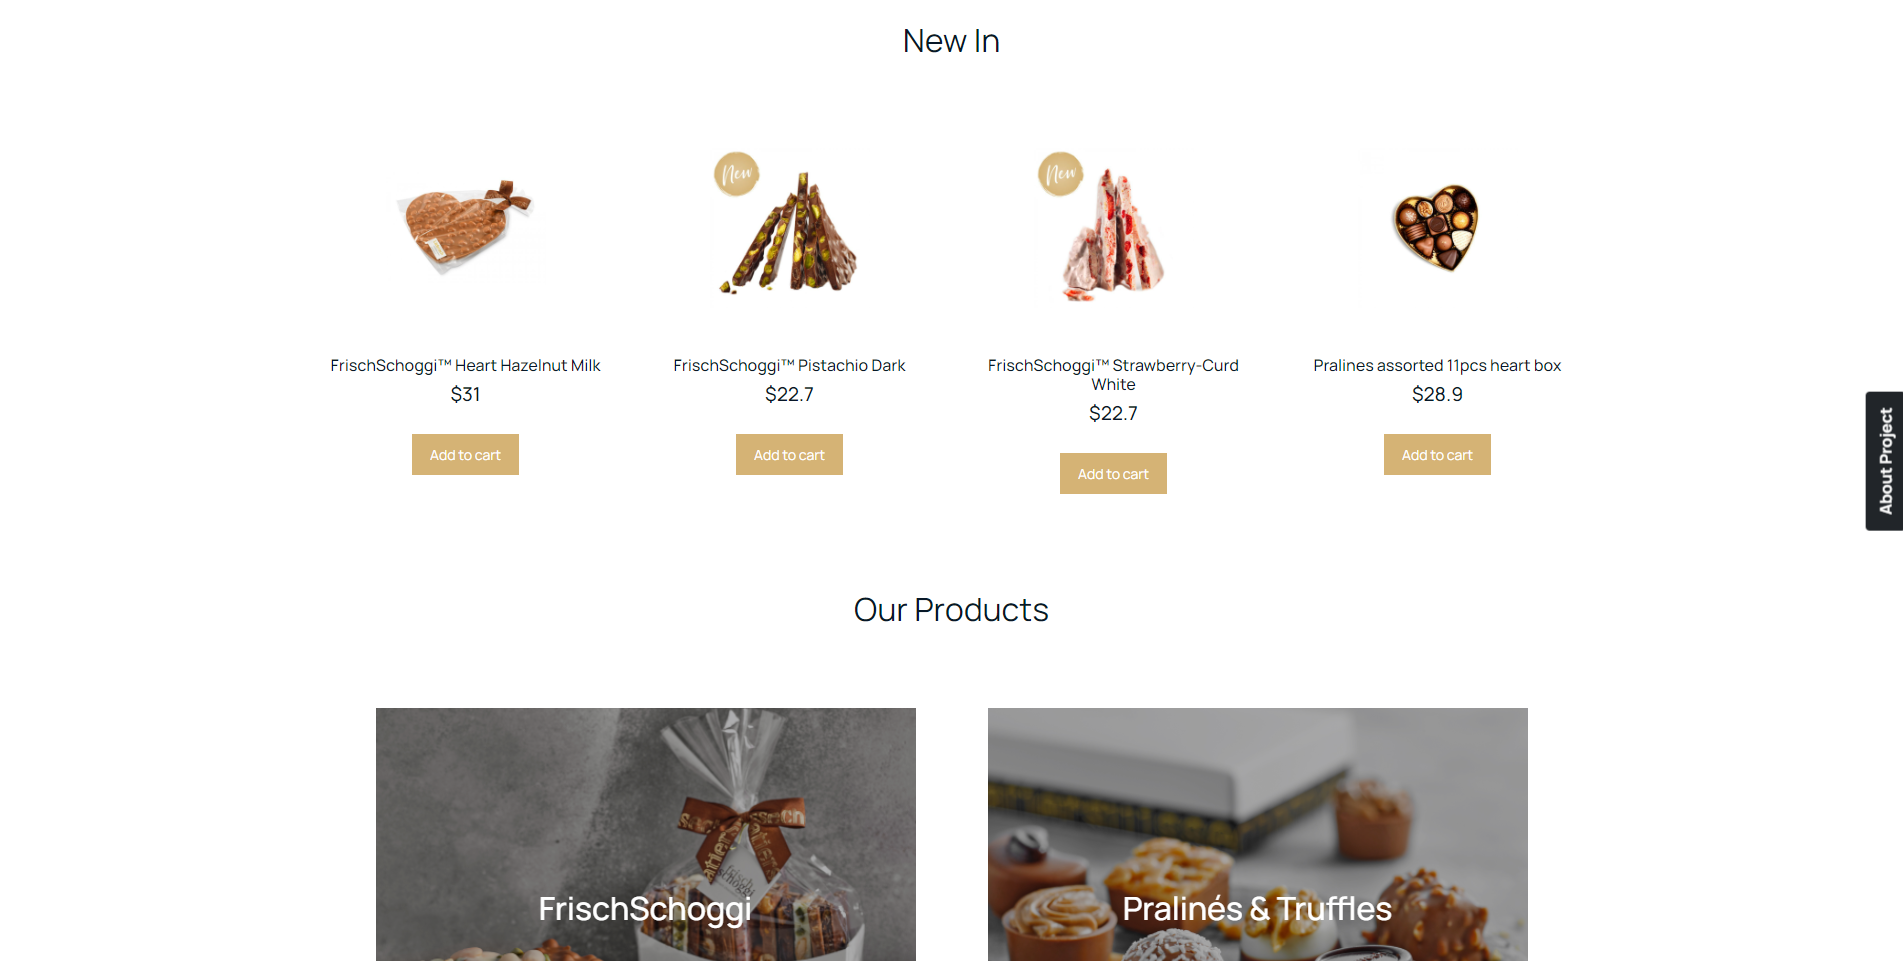 New In
New
New
FrischSchoggi™ Heart Hazelnut Milk
$31
Add to cart
FrischSchoggi™ Pistachio Dark
$22.7
Add to cart
FrischSchoggi™ Strawberry-Curd
White
$22.7
Add to cart
Pralines assorted 11pcs heart box
$28.9
Add to cart
About Project
Our Products
frisch
schoggi
FrischSchoggi
Pralinés & Truffles